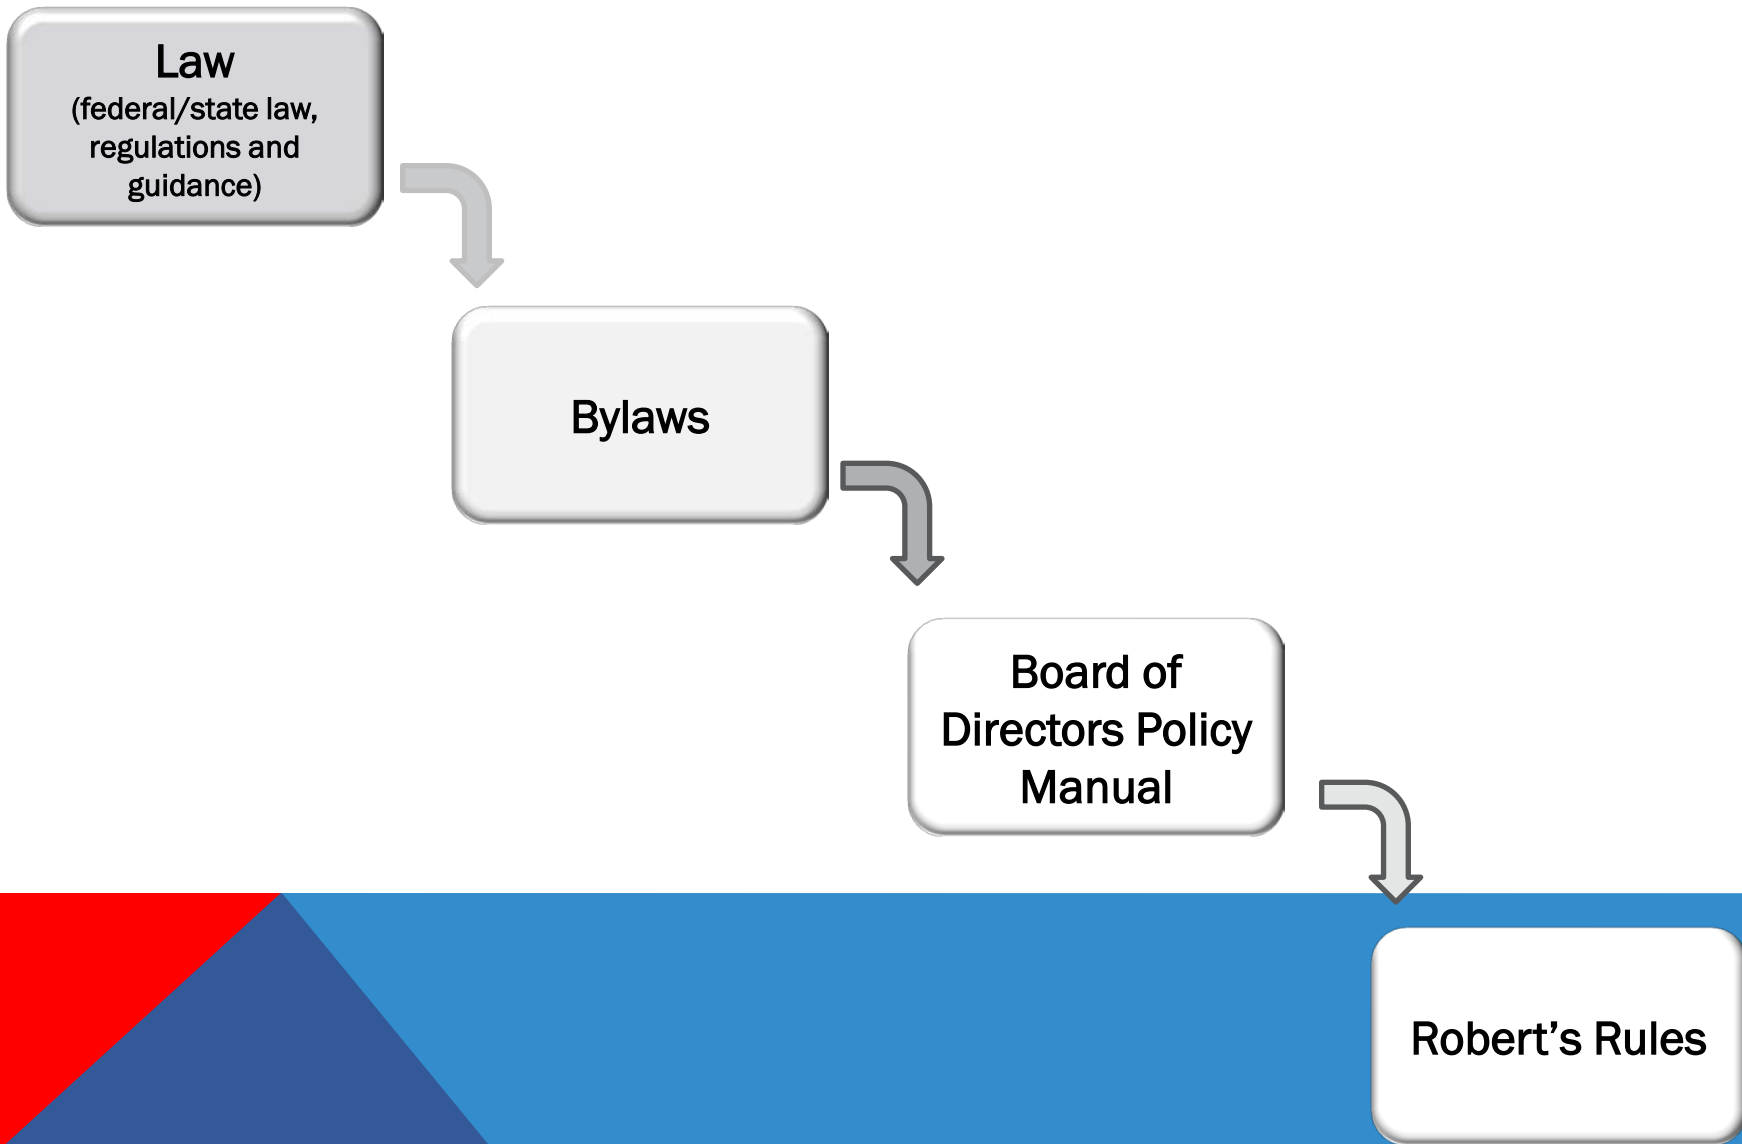 Law
(federal/state law,
regulations and
guidance)
Bylaws
Board of
Directors Policy
Manual
Robert’s Rules